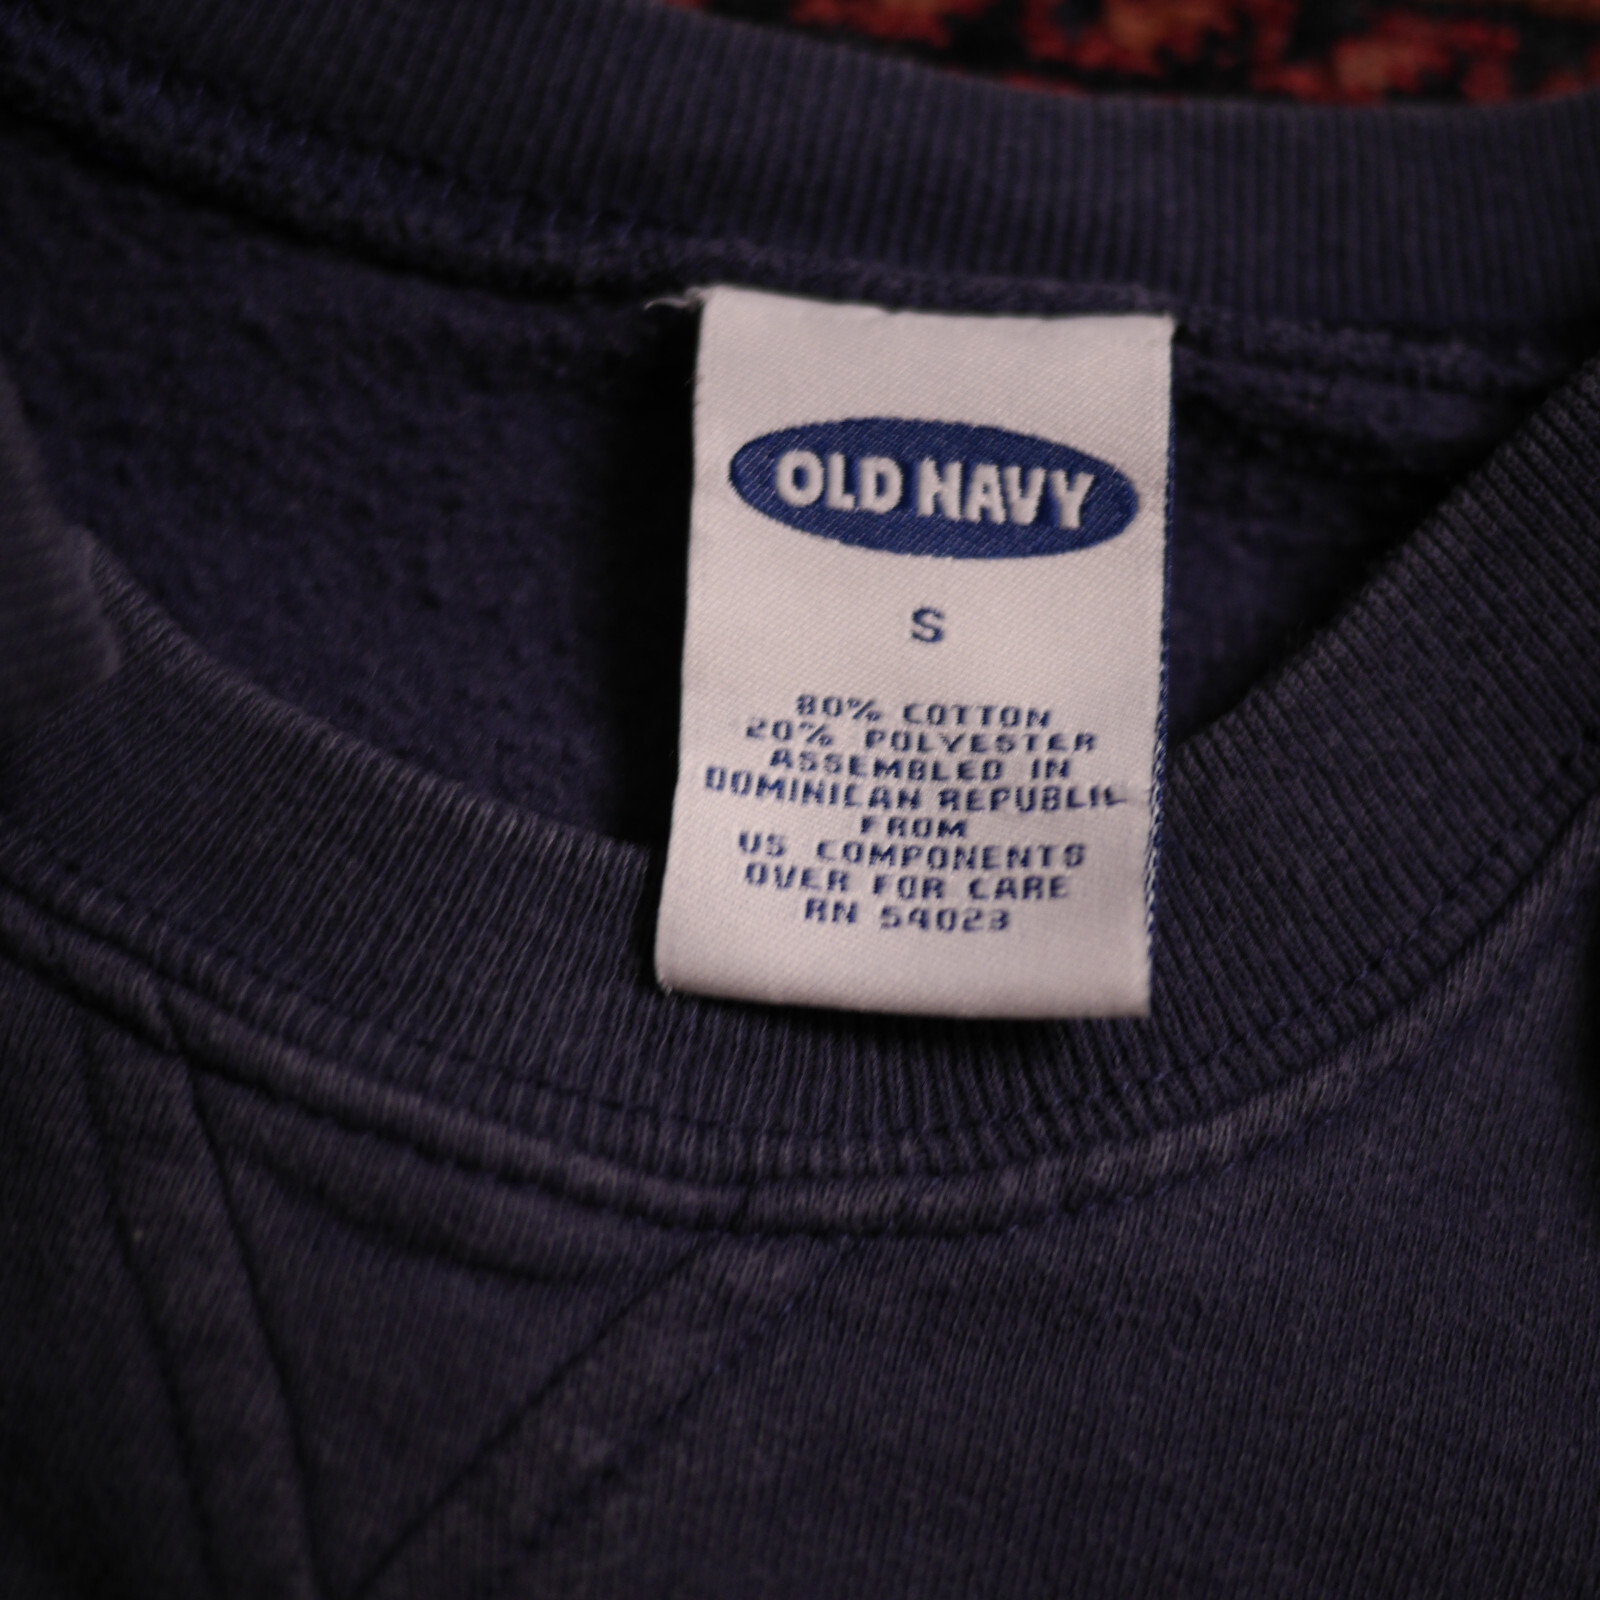 OLD NAVY
S
80% COTTON
20% POLYESTER
ASSEMBLED IN
DOMINICAN REPUBLIC
FROM
US COMPONENTS
OVER FOR CARE
RN 54023